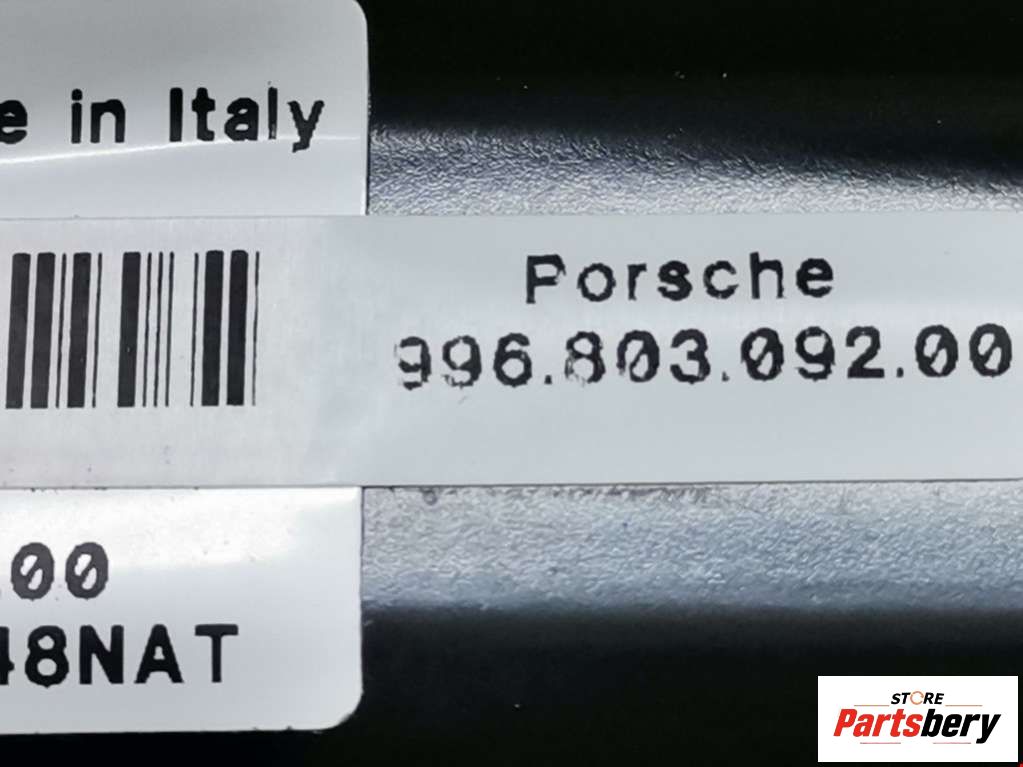 e in Italy
Porsche
996.803.092.00
.00
48NAT
STORE
Partsbery